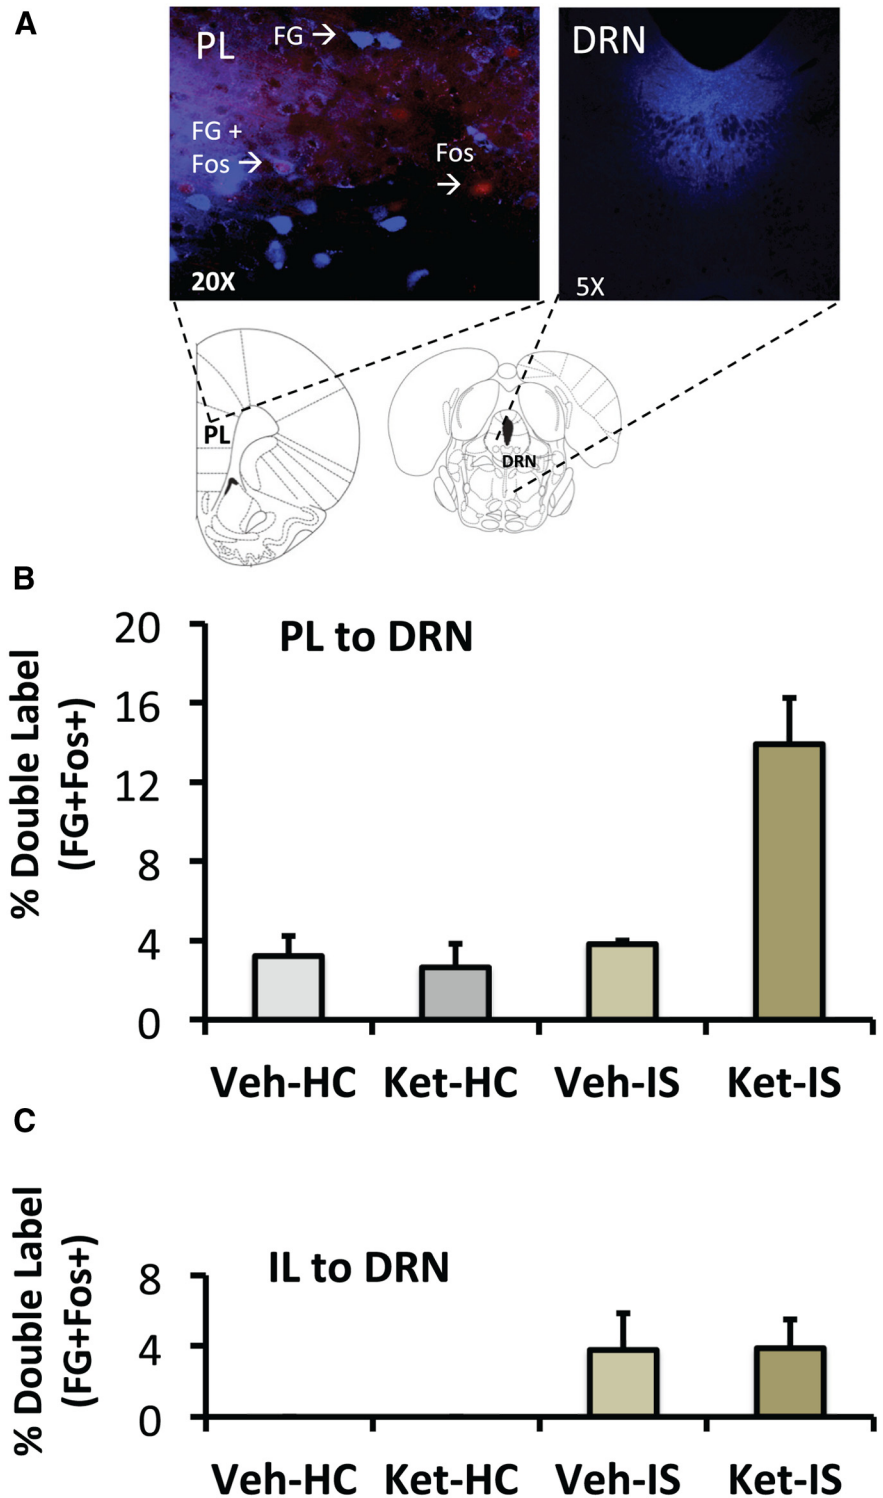 A
PL
FG →
FG +
Fos →
Fos
→
20X
DRN
5X
PL
DRN
B
PL to DRN
% Double Label
(FG+Fos+)
20
16
12
8
4
0
Veh-HC Ket-HC Veh-IS Ket-IS
C
IL to DRN
% Double Label
(FG+Fos+)
8
4
0
Veh-HC Ket-HC Veh-IS Ket-IS